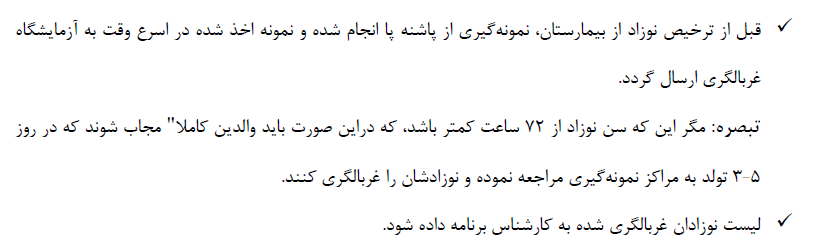 ✓ قبل از ترخیص نوزاد از بیمارستان، نمونه‌گیری از پاشنه پا انجام شده و نمونه اخذ شده در اسرع وقت به آزمایشگاه
غربالگری ارسال گردد.
تبصره: مگر این که سن نوزاد از ۷۲ ساعت کمتر باشد، که دراین صورت باید والدین کاملا" مجاب شوند که در روز
۳-۵ تولد به مراکز نمونه‌گیری مراجعه نموده و نوزادشان را غربالگری کنند.
✓ لیست نوزادان غربالگری شده به کارشناس برنامه داده شود.